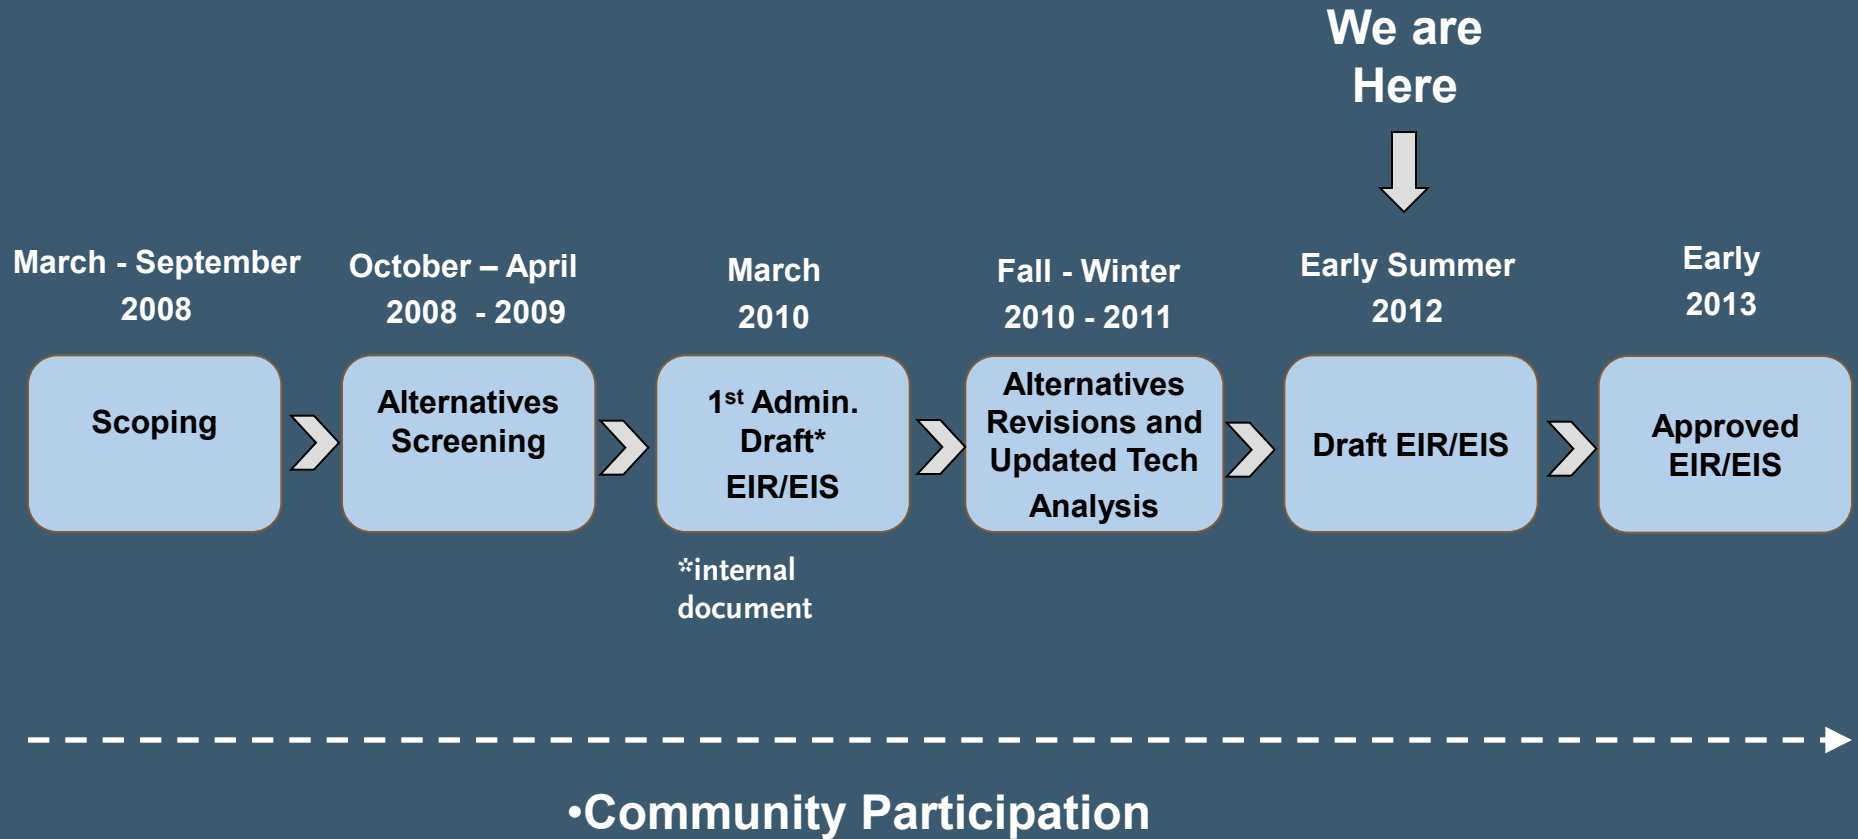 We are
Here
March - September
2008
October – April
2008 - 2009
March
2010
Fall - Winter
2010 - 2011
Early Summer
2012
Early
2013
Scoping
Alternatives
Screening
1st Admin.
Draft*
EIR/EIS
Alternatives
Revisions and
Updated Tech
Analysis
Draft EIR/EIS
Approved
EIR/EIS
*internal
document
•Community Participation